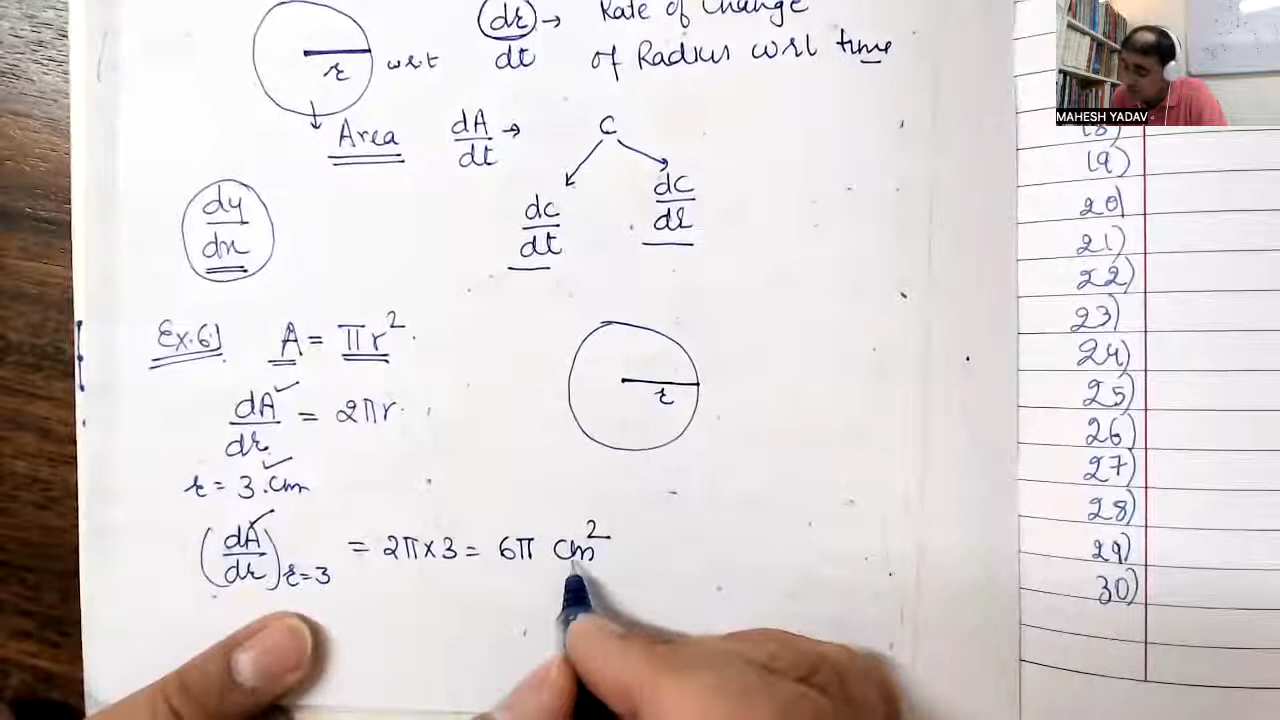 dr/dt → Rate of Change
of Radius wrt time
r wrt
Area dA/dt → C
dc/dt dC/dr
dy/dx
Ex. 6.1 A = πr²
dA/dr = 2πr
r
r = 3 cm
(dA/dr)r=3 = 2π×3 = 6π cm²
MAHESH YADAV
18)
19)
20)
21)
22)
23)
24)
25)
26)
27)
28)
29)
30)